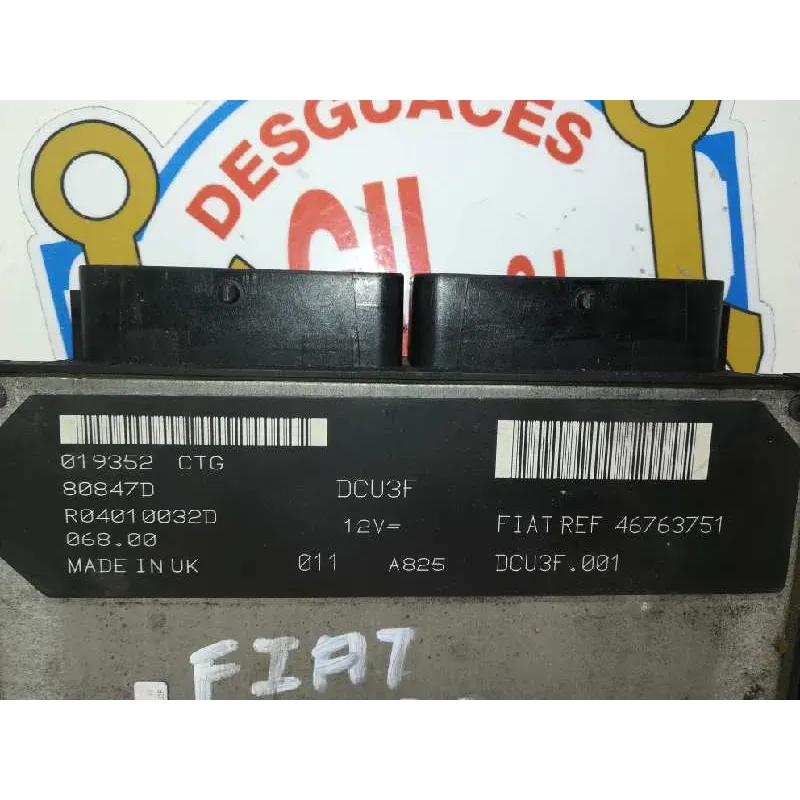 DESGUACES
GIL
019352 CTG
80847D
DCU3F
R04010032D
12V=
FIAT REF 46763751
068.00
MADE IN UK
011
A825
DCU3F.001
FIAT